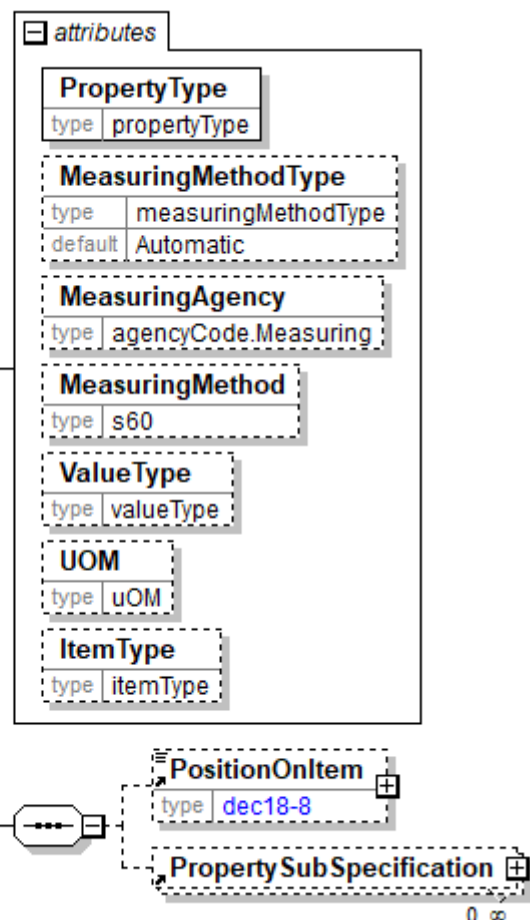 attributes
PropertyType
type propertyType
MeasuringMethodType
type measuringMethodType
default Automatic
MeasuringAgency
type agencyCode.Measuring
MeasuringMethod
type s60
ValueType
type valueType
UOM
type uOM
ItemType
type itemType
PositionOnItem
type dec18-8
PropertySubSpecification
0..∞